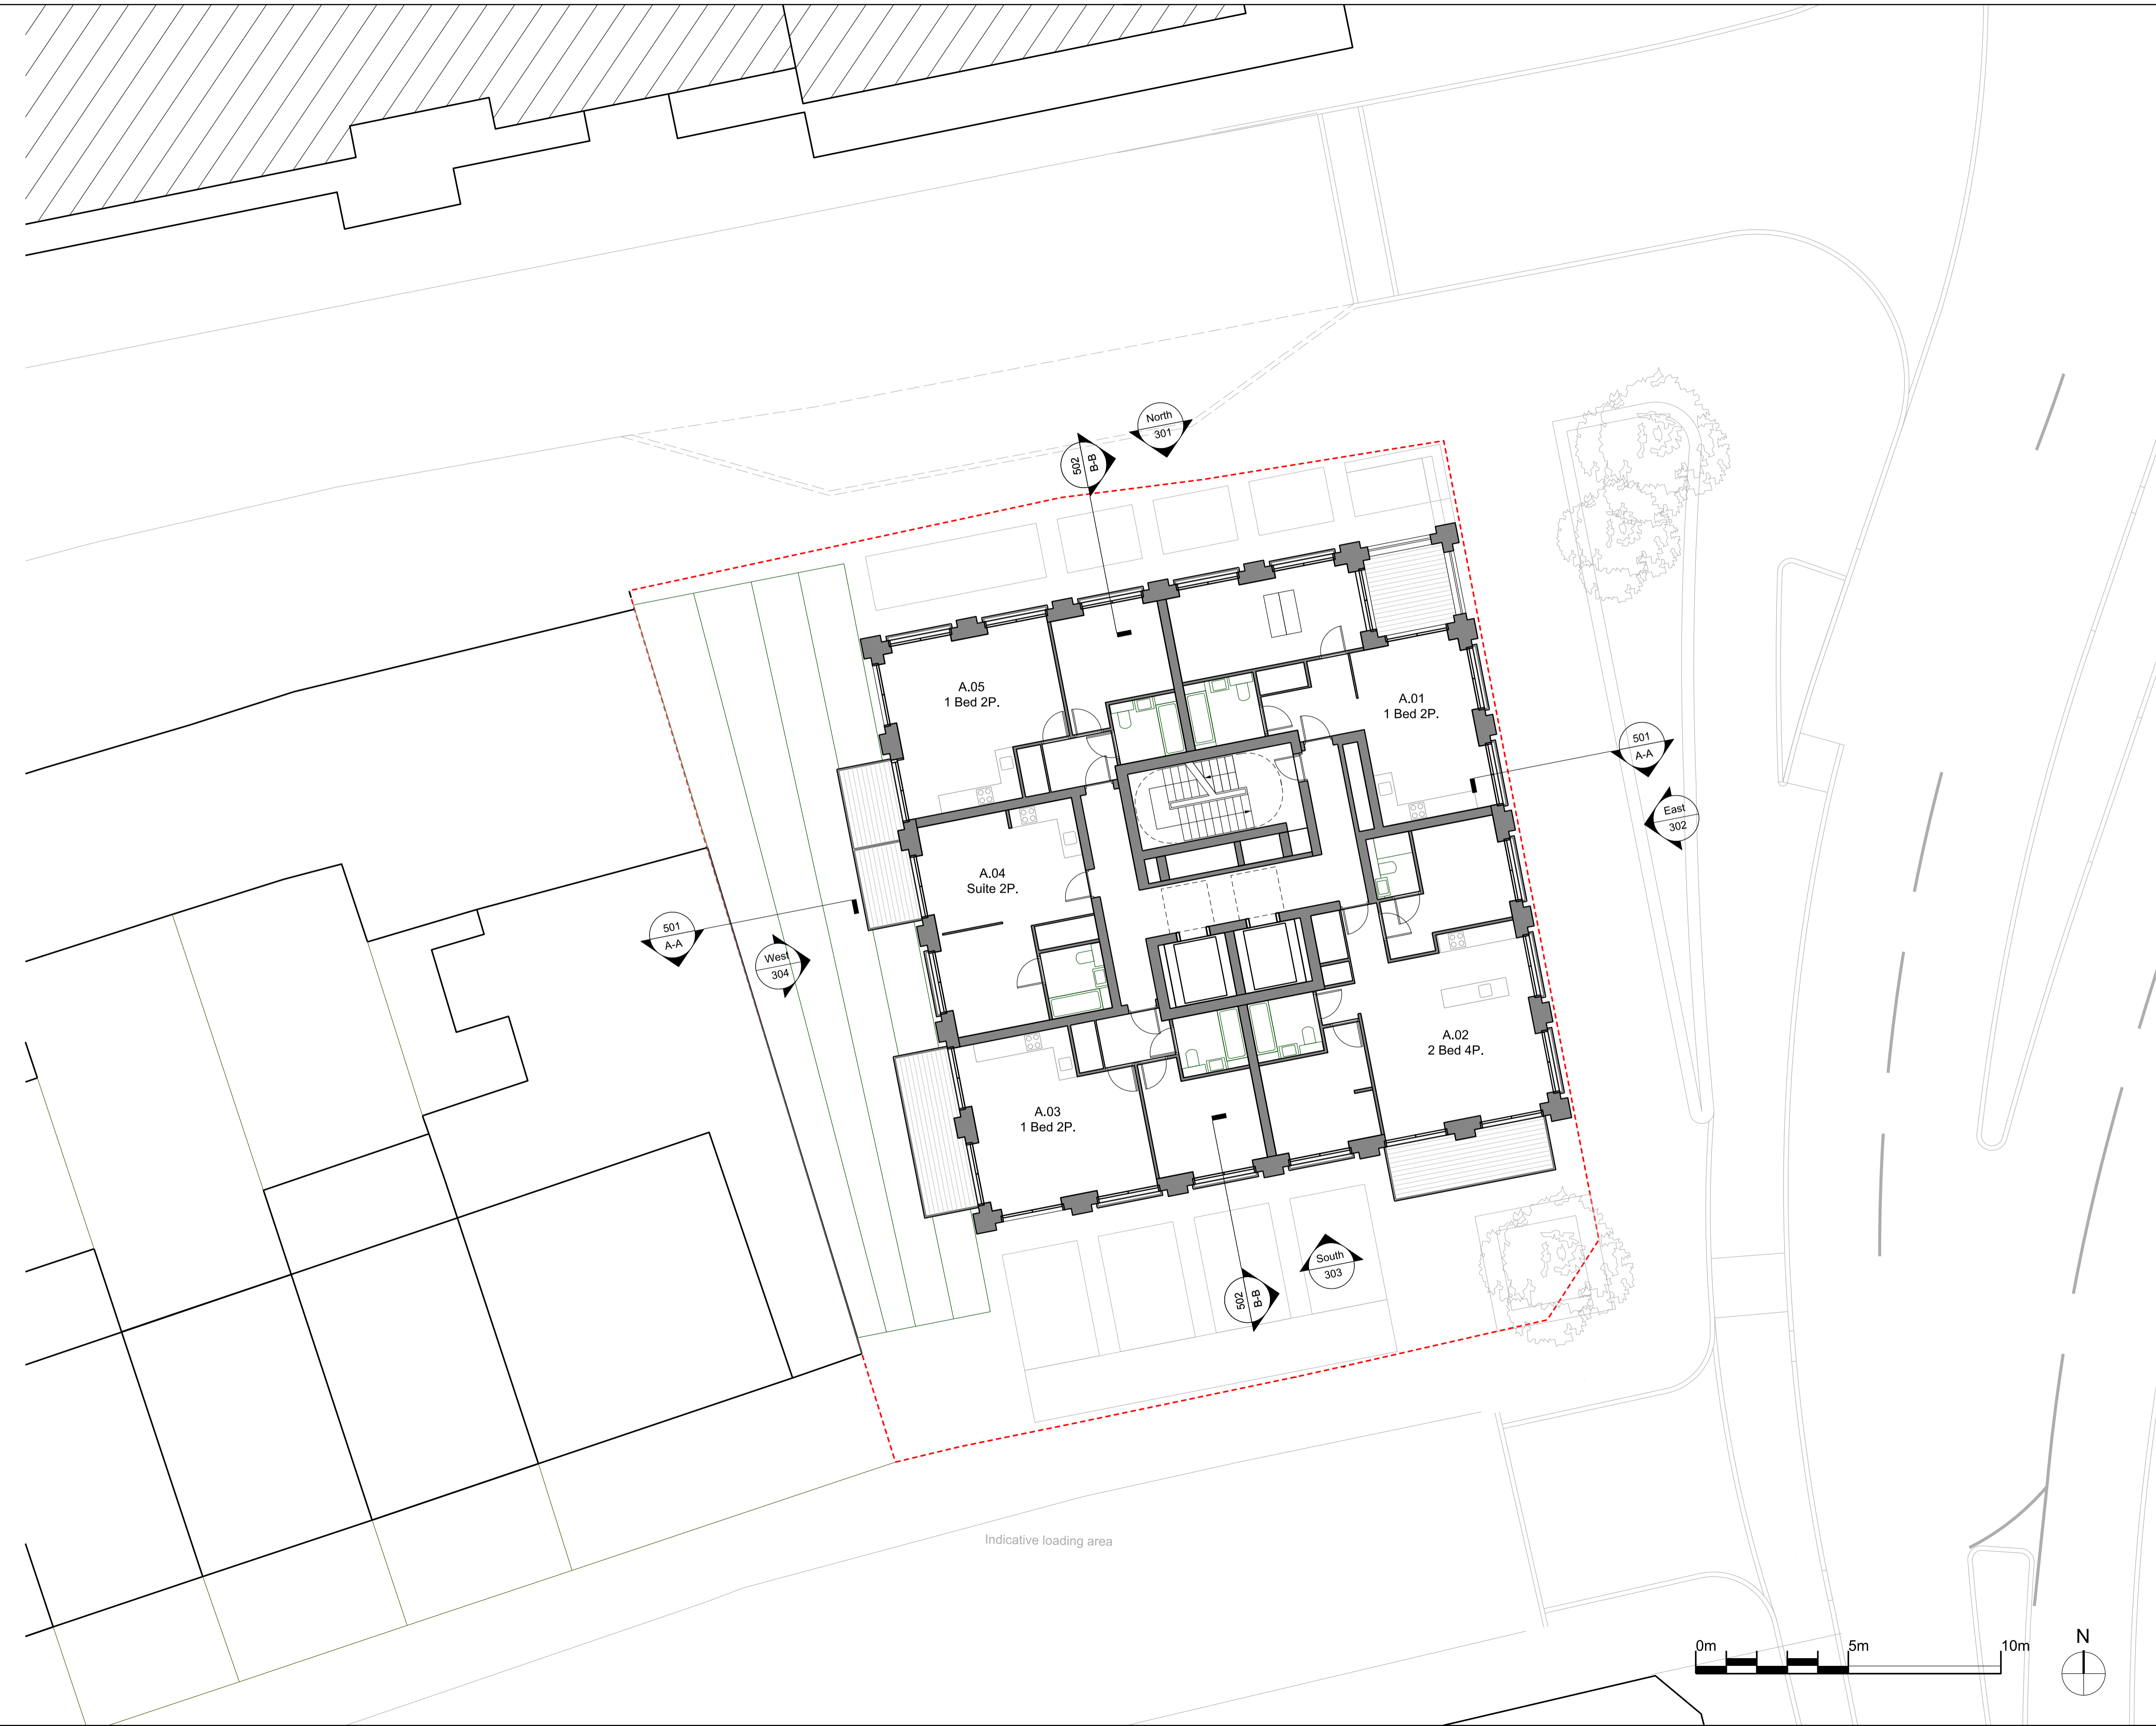 North
301
502
B-B
A.05
1 Bed 2P.
A.01
1 Bed 2P.
501
A-A
East
302
A.04
Suite 2P.
501
A-A
West
304
A.02
2 Bed 4P.
A.03
1 Bed 2P.
South
303
502
B-B
Indicative loading area
0m 5m 10m
N